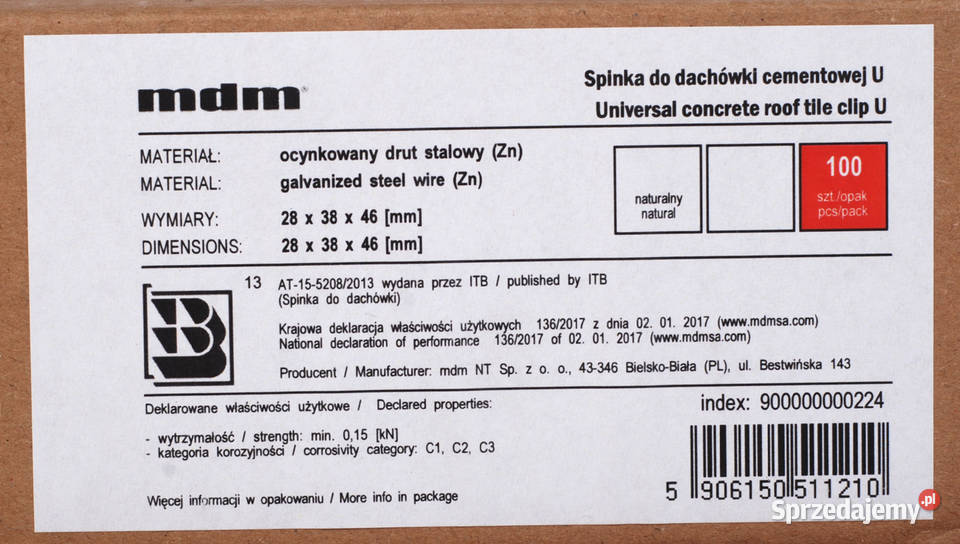 mdm®
Spinka do dachówki cementowej U
Universal concrete roof tile clip U
MATERIAŁ: ocynkowany drut stalowy (Zn)
MATERIAL: galvanized steel wire (Zn)
WYMIARY: 28 x 38 x 46 [mm]
DIMENSIONS: 28 x 38 x 46 [mm]
naturalny
natural
100
szt./opak
pcs/pack
B
13
AT-15-5208/2013 wydana przez ITB / published by ITB
(Spinka do dachówki)
Krajowa deklaracja właściwości użytkowych 136/2017 z dnia 02. 01. 2017 (www.mdmsa.com)
National declaration of performance 136/2017 of 02. 01. 2017 (www.mdmsa.com)
Producent / Manufacturer: mdm NT Sp. z o. o., 43-346 Bielsko-Biała (PL), ul. Bestwińska 143
Deklarowane właściwości użytkowe / Declared properties:
- wytrzymałość / strength: min. 0,15 [kN]
- kategoria korozyjności / corrosivity category: C1, C2, C3
Więcej informacji w opakowaniu / More info in package
index: 900000000224
5 906150 511210
Sprzedajemy.pl